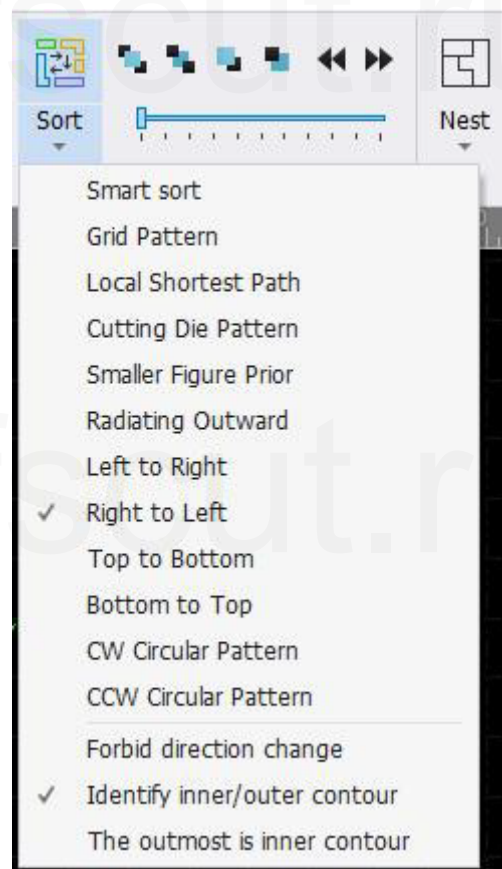 Sort
Nest
Smart sort
Grid Pattern
Local Shortest Path
Cutting Die Pattern
Smaller Figure Prior
Radiating Outward
Left to Right
Right to Left
Top to Bottom
Bottom to Top
CW Circular Pattern
CCW Circular Pattern
Forbid direction change
Identify inner/outer contour
The outmost is inner contour